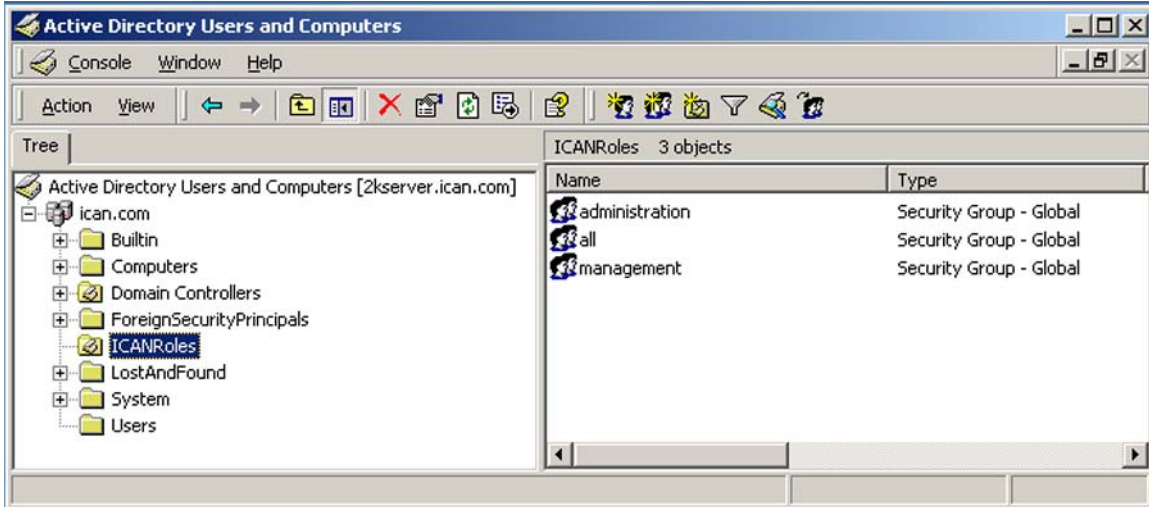 Active Directory Users and Computers
Console Window Help
Action View
Tree
ICANRoles 3 objects
Active Directory Users and Computers [2kserver.ican.com]
ican.com
Builtin
Computers
Domain Controllers
ForeignSecurityPrincipals
ICANRoles
LostAndFound
System
Users
Name Type
administration Security Group - Global
all Security Group - Global
management Security Group - Global